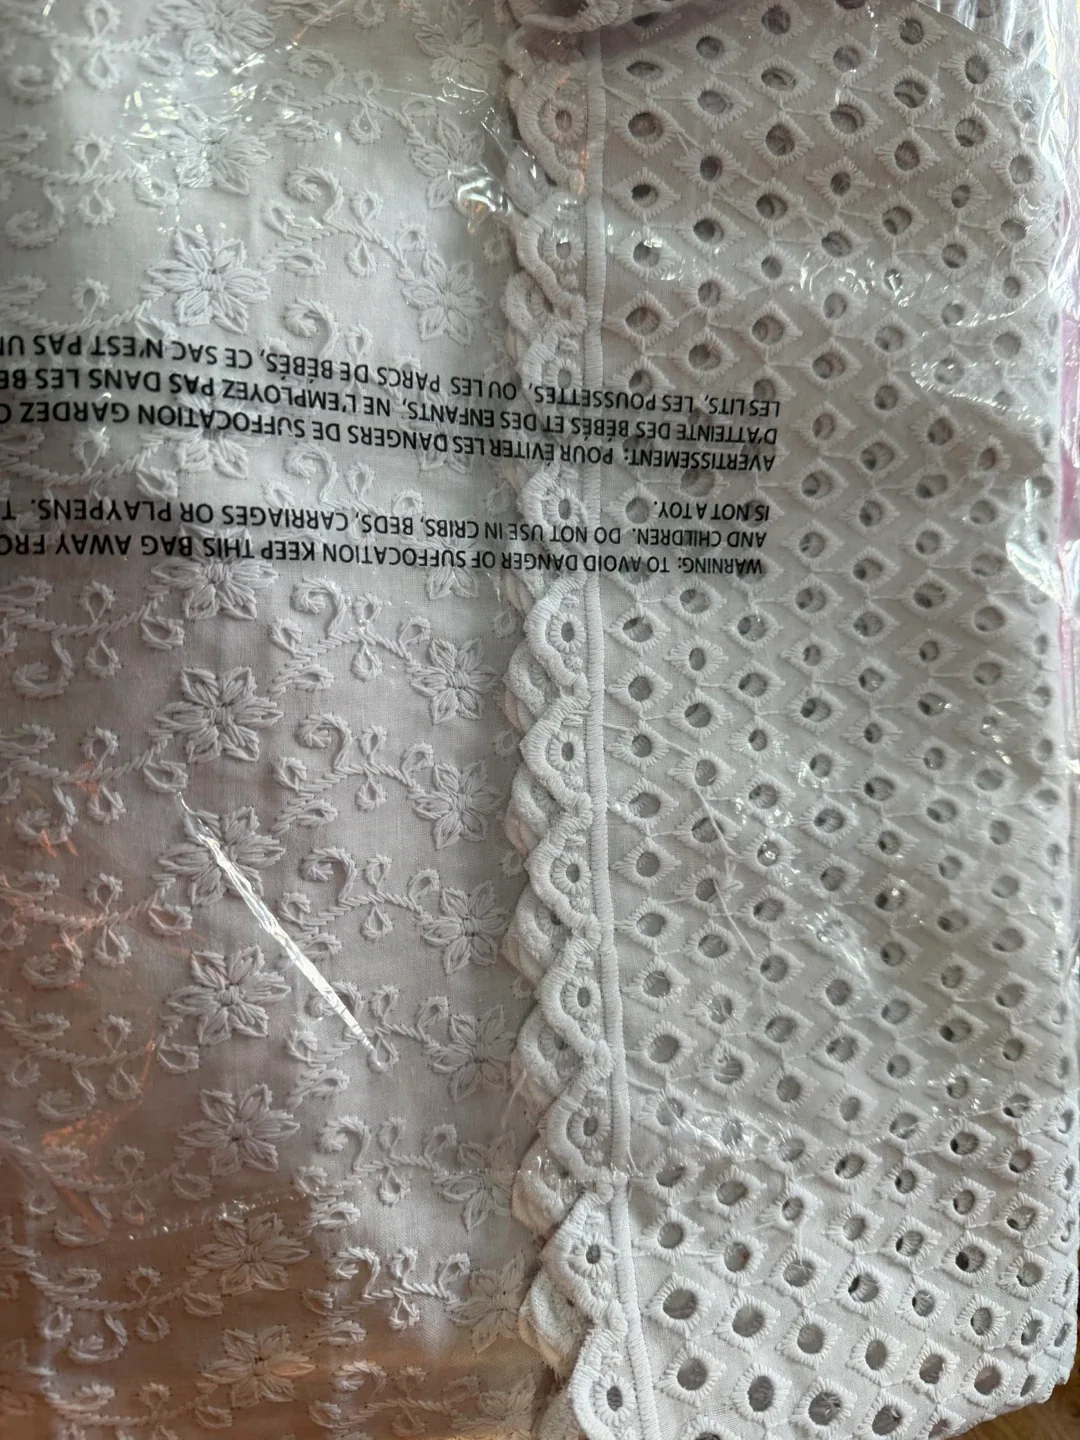 WARNING: TO AVOID DANGER OF SUFFOCATION KEEP THIS BAG AWAY
AND CHILDREN. DO NOT USE IN CRIBS, BEDS, CARRIAGES OR PLAYPENS.
IS NOT A TOY.
AVERTISSEMENT: POUR ÉVITER LES DANGERS DE SUFFOCATION GARDEZ
D'ATTEINTE DES BÉBÉS ET DES ENFANTS, NE L'EMPLOYEZ PAS DANS LES
LES LITS, LES POUSSETTES, OU LES PARCS DE BÉBÉS, CE SAC N'EST PAS